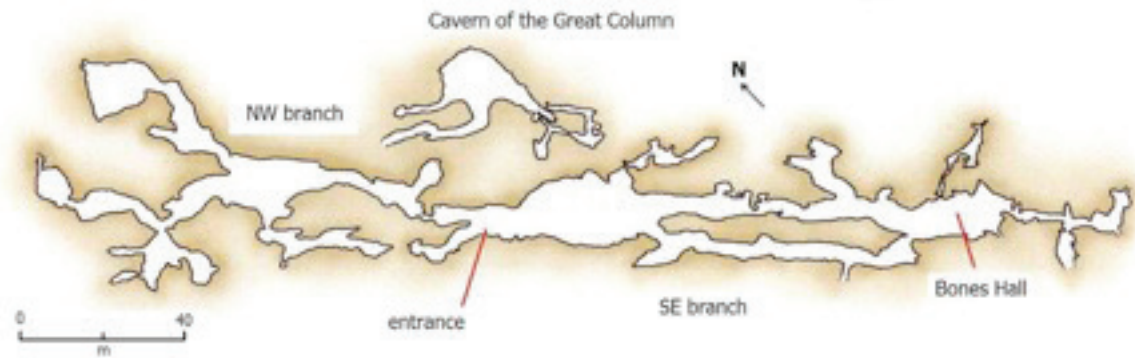 Cavern of the Great Column
N
NW branch
Bones Hall
SE branch
entrance
0 40
m